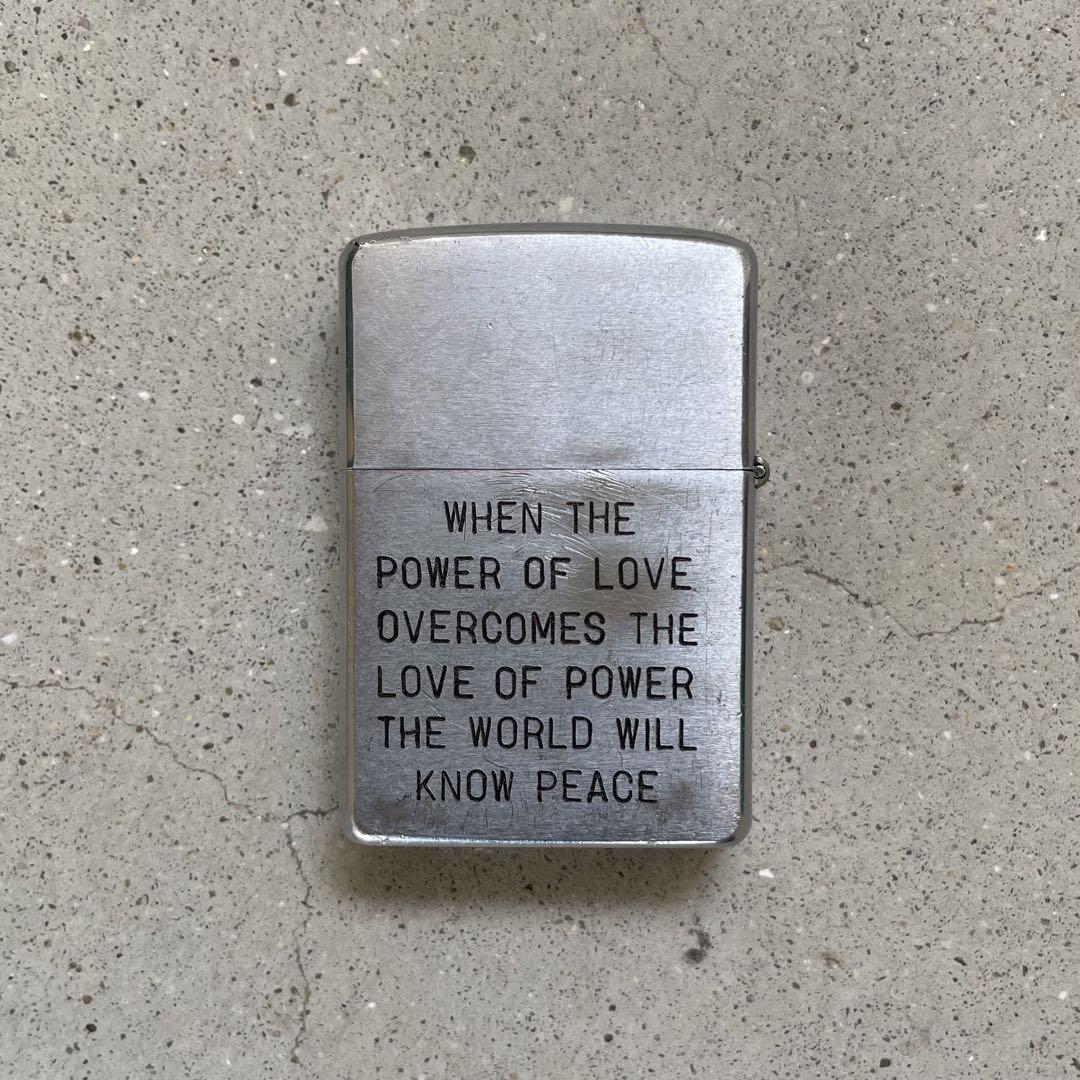 WHEN THE
POWER OF LOVE
OVERCOMES THE
LOVE OF POWER
THE WORLD WILL
KNOW PEACE